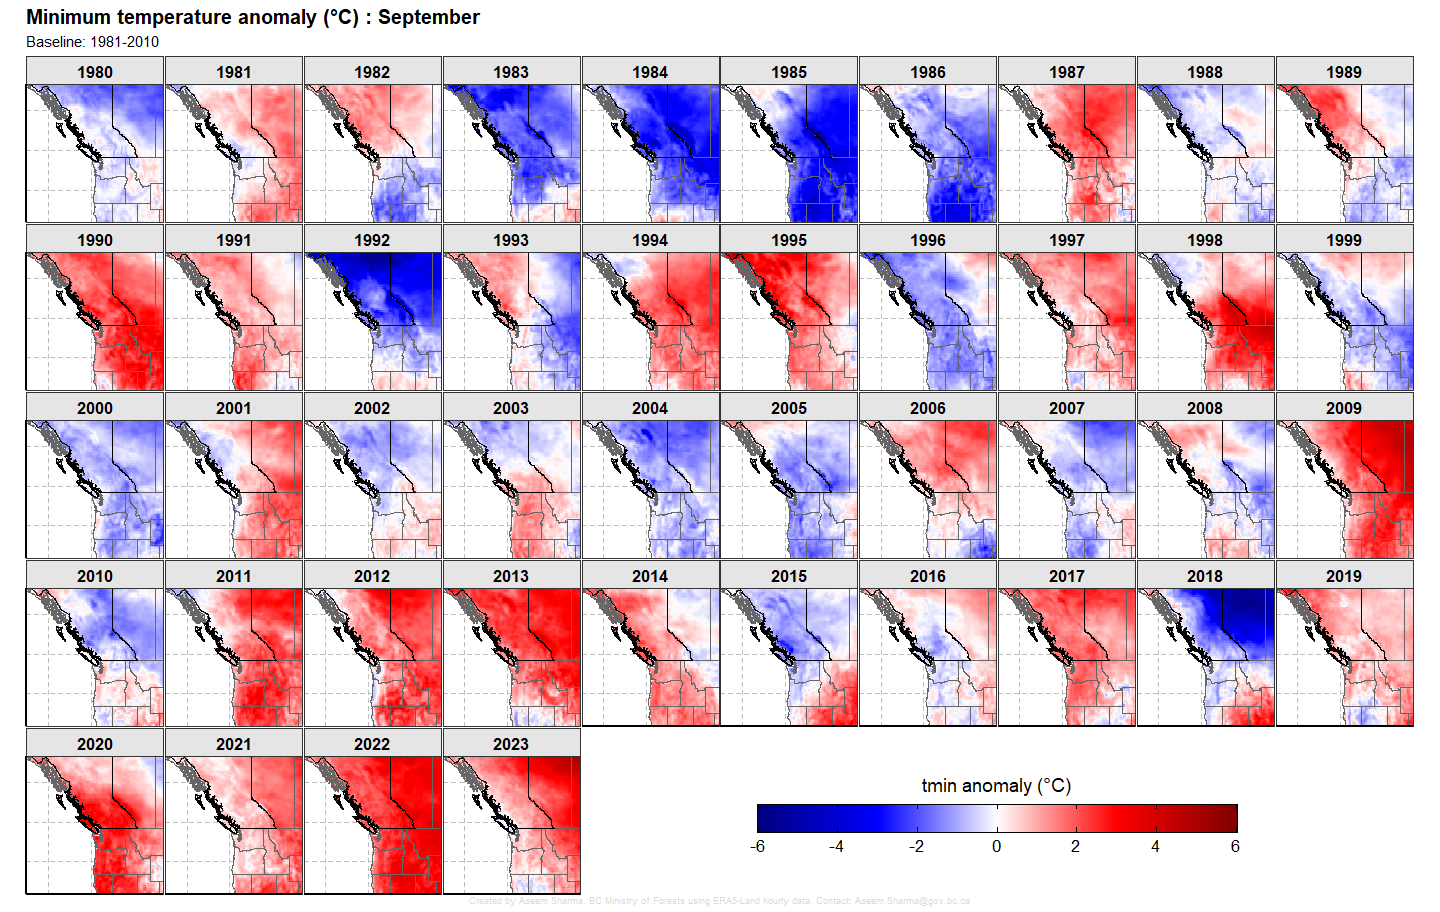 Minimum temperature anomaly (°C) : September
Baseline: 1981-2010
1980 1981 1982 1983 1984 1985 1986 1987 1988 1989
1990 1991 1992 1993 1994 1995 1996 1997 1998 1999
2000 2001 2002 2003 2004 2005 2006 2007 2008 2009
2010 2011 2012 2013 2014 2015 2016 2017 2018 2019
2020 2021 2022 2023
tmin anomaly (°C)
-6 -4 -2 0 2 4 6
Created by Aseem Sharma, BC Ministry of Forests using ERA5-Land hourly data. Contact: Aseem.Sharma@gov.bc.ca